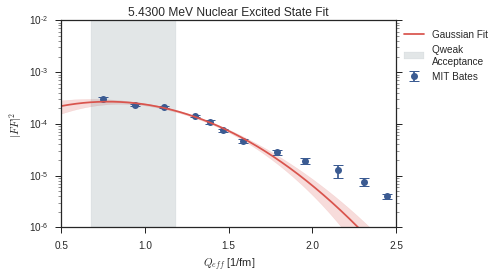 5.4300 MeV Nuclear Excited State Fit
10⁻²
10⁻³
10⁻⁴
10⁻⁵
10⁻⁶
|FF|²
0.5 1.0 1.5 2.0 2.5
Q_eff [1/fm]
Gaussian Fit
Qweak
Acceptance
MIT Bates